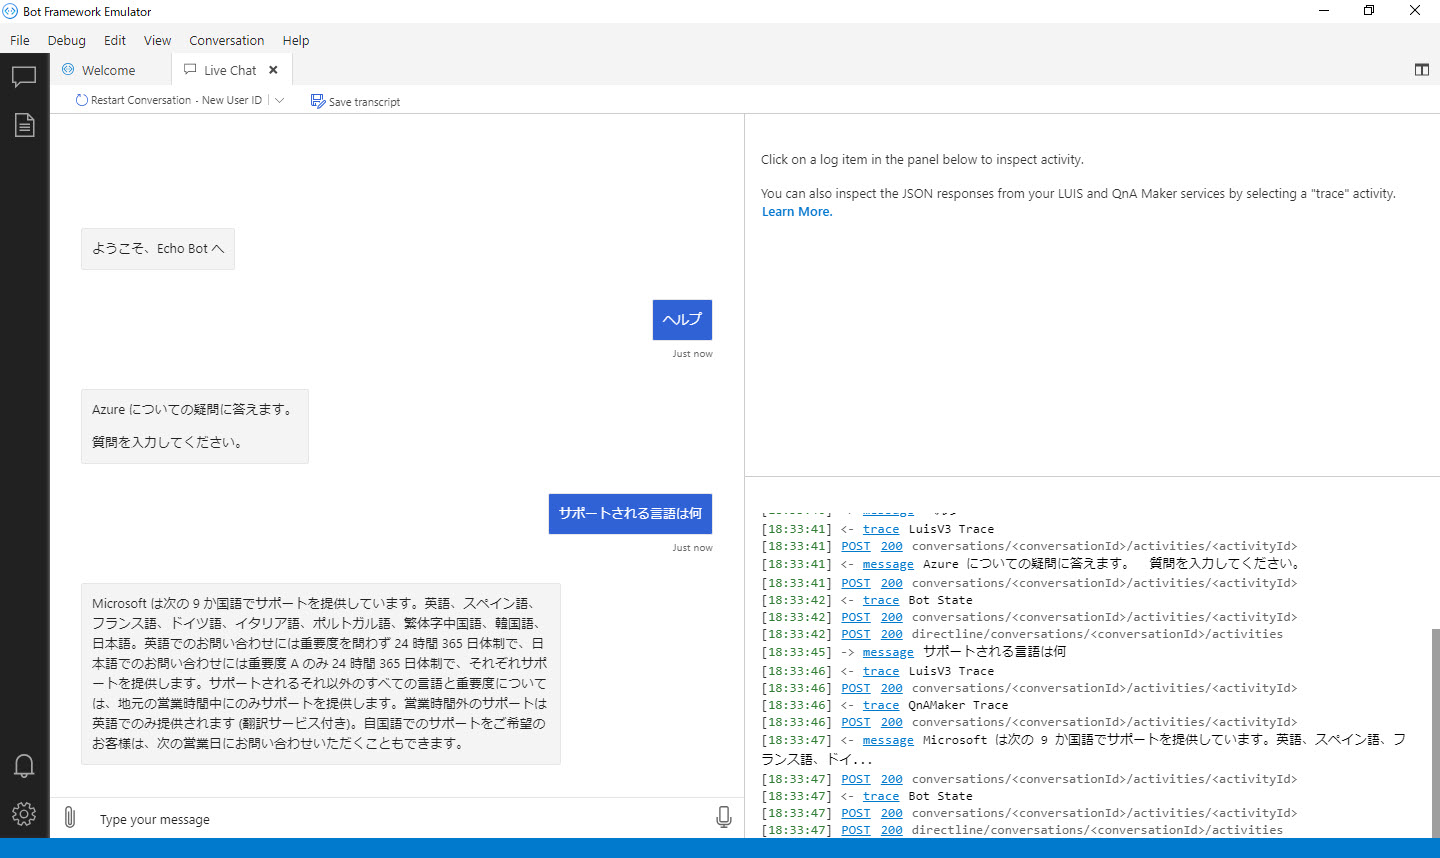 Bot Framework Emulator
File Debug Edit View Conversation Help
Welcome
Live Chat
Restart Conversation - New User ID
Save transcript
ようこそ、Echo Bot へ
ヘルプ
Just now
Azure についての疑問に答えます。
質問を入力してください。
サポートされる言語は何
Just now
Microsoft は次の 9 か国語でサポートを提供しています。英語、スペイン語、
フランス語、ドイツ語、イタリア語、ポルトガル語、繁体字中国語、韓国語、
日本語。英語でのお問い合わせには重要度を問わず 24 時間 365 日体制で、日
本語でのお問い合わせには重要度 A のみ 24 時間 365 日体制で、それぞれサポ
ートを提供します。サポートされるそれ以外のすべての言語と重要度について
は、地元の営業時間中にのみサポートを提供します。営業時間外のサポートは
英語でのみ提供されます (翻訳サービス付き)。自国語でのサポートをご希望の
お客様は、次の営業日にお問い合わせいただくこともできます。
Type your message
Click on a log item in the panel below to inspect activity.
You can also inspect the JSON responses from your LUIS and QnA Maker services by selecting a "trace" activity.
Learn More.
[18:33:41] <- trace LuisV3 Trace
[18:33:41] POST 200 conversations/<conversationId>/activities/<activityId>
[18:33:41] <- message Azure についての疑問に答えます。 質問を入力してください。
[18:33:41] POST 200 conversations/<conversationId>/activities/<activityId>
[18:33:42] <- trace Bot State
[18:33:42] POST 200 conversations/<conversationId>/activities/<activityId>
[18:33:42] POST 200 directline/conversations/<conversationId>/activities
[18:33:45] -> message サポートされる言語は何
[18:33:46] <- trace LuisV3 Trace
[18:33:46] POST 200 conversations/<conversationId>/activities/<activityId>
[18:33:46] <- trace QnAMaker Trace
[18:33:46] POST 200 conversations/<conversationId>/activities/<activityId>
[18:33:47] <- message Microsoft は次の 9 か国語でサポートを提供しています。英語、スペイン語、フ
ランス語、ドイ...
[18:33:47] POST 200 conversations/<conversationId>/activities/<activityId>
[18:33:47] <- trace Bot State
[18:33:47] POST 200 conversations/<conversationId>/activities/<activityId>
[18:33:47] POST 200 directline/conversations/<conversationId>/activities